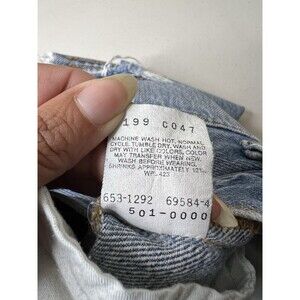 199 C047
MACHINE WASH HOT, NORMAL
CYCLE. TUMBLE DRY. WASH AND
DRY WITH LIKE COLORS, COLOR
MAY TRANSFER WHEN NEW.
WASH BEFORE WEARING.
SHRINKS APPROXIMATELY 10%
WPL 423
653-1292 69584-4
501-0000